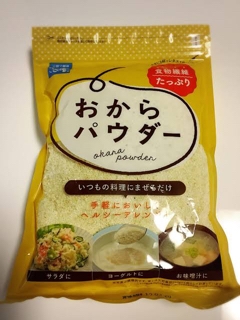 食物繊維
たっぷり
おから
パウダー
okara
powder
いつもの料理にまぜるだけ
手軽においしく
ヘルシーアレンジ
サラダに
ヨーグルトに
お味噌汁に